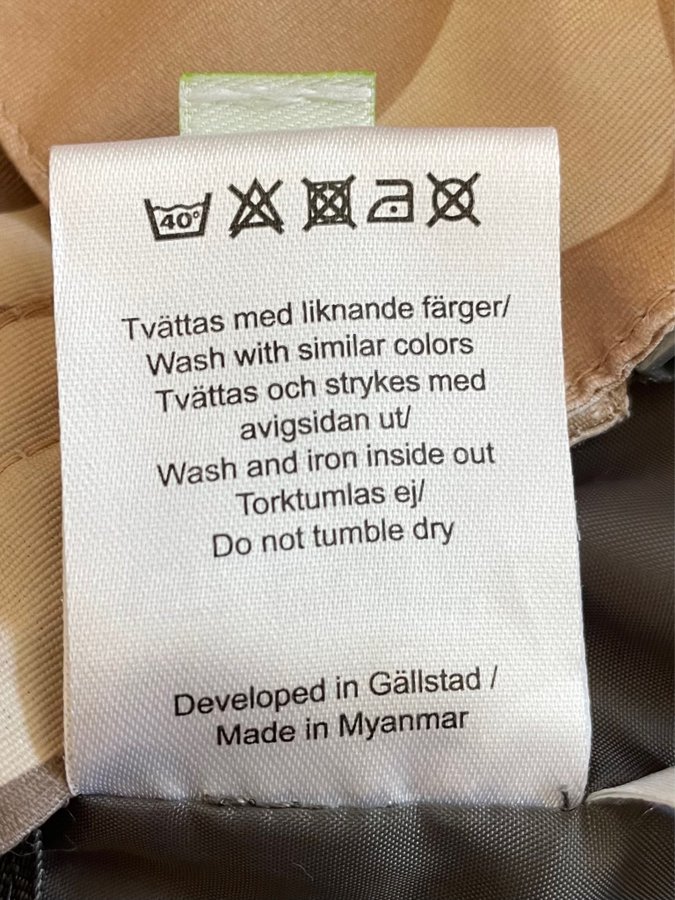 40°
Tvättas med liknande färger/
Wash with similar colors
Tvättas och strykes med
avigsidan ut/
Wash and iron inside out
Torktumlas ej/
Do not tumble dry
Developed in Gällstad /
Made in Myanmar